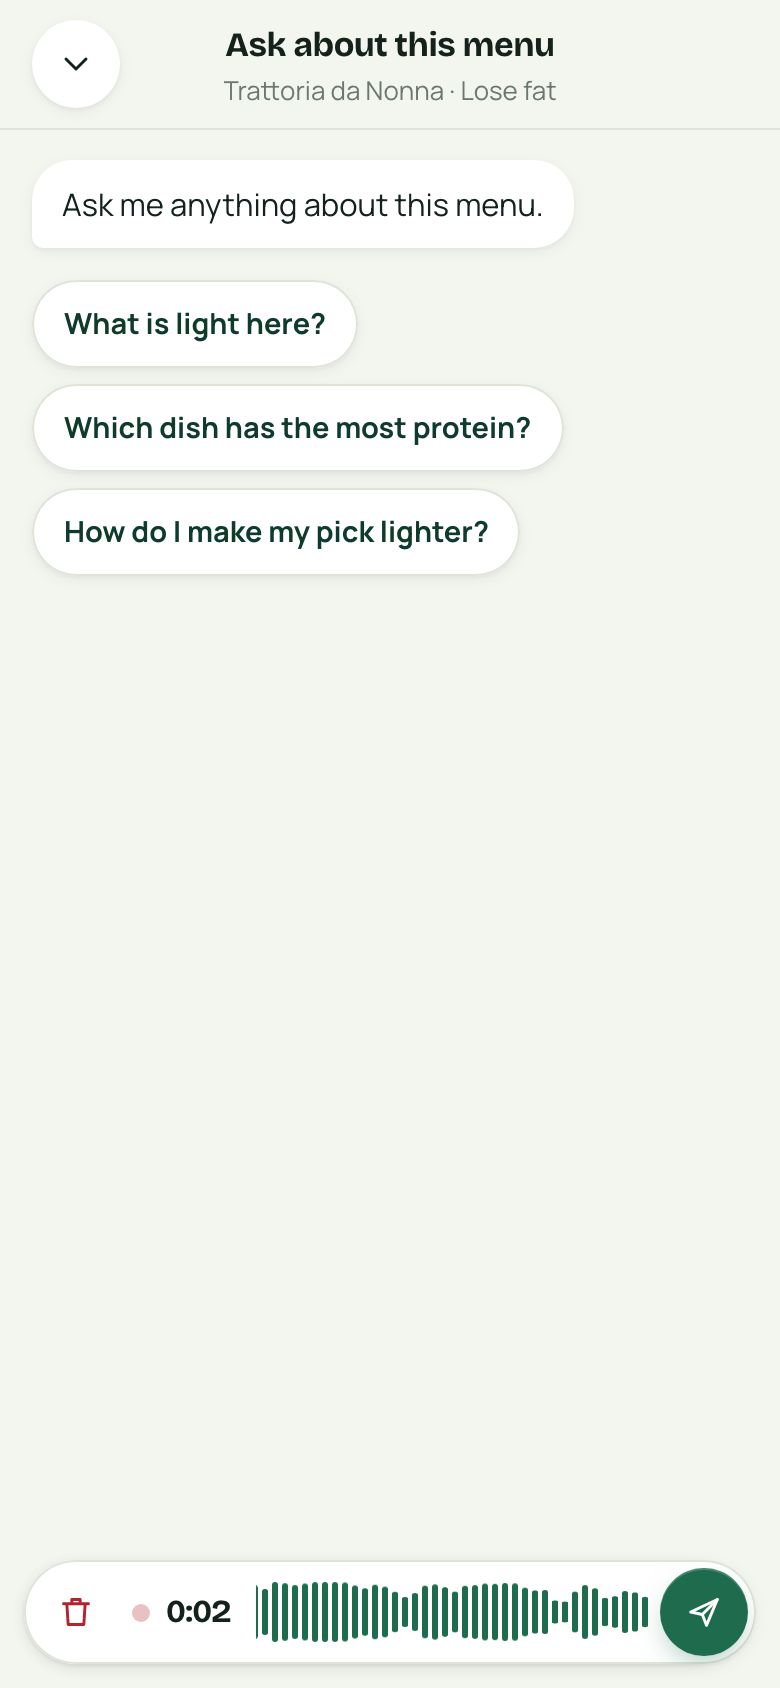 Ask about this menu
Trattoria da Nonna · Lose fat
Ask me anything about this menu.
What is light here?
Which dish has the most protein?
How do I make my pick lighter?
0:02